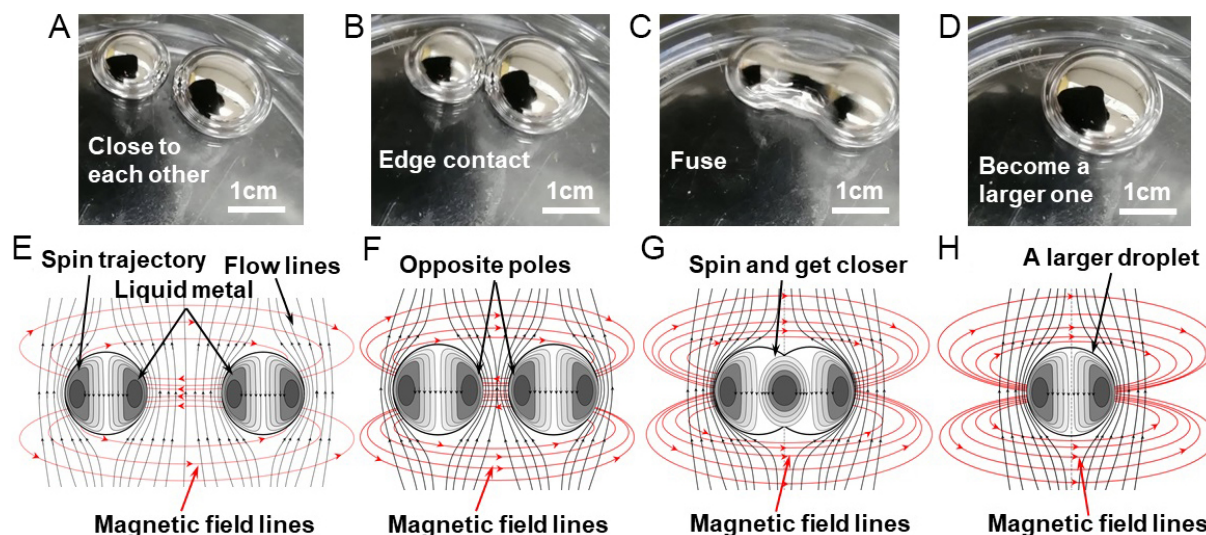 A
Close to
each other
1cm
B
Edge contact
1cm
C
Fuse
1cm
D
Become a
larger one
1cm
E
Spin trajectory
Liquid metal
Flow lines
Magnetic field lines
F
Opposite poles
Magnetic field lines
G
Spin and get closer
Magnetic field lines
H
A larger droplet
Magnetic field lines